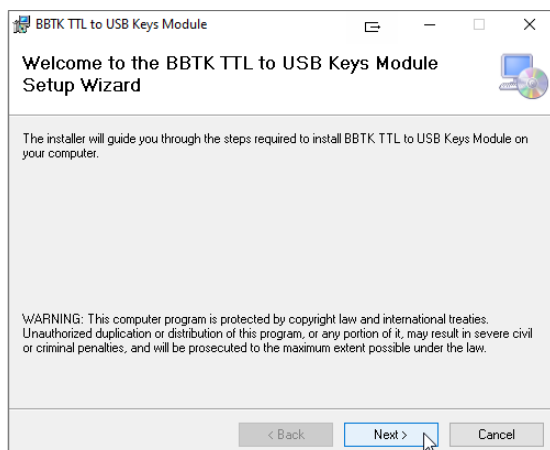 BBTK TTL to USB Keys Module
Welcome to the BBTK TTL to USB Keys Module
Setup Wizard
The installer will guide you through the steps required to install BBTK TTL to USB Keys Module on
your computer.
WARNING: This computer program is protected by copyright law and international treaties.
Unauthorized duplication or distribution of this program, or any portion of it, may result in severe civil
or criminal penalties, and will be prosecuted to the maximum extent possible under the law.
< Back
Next >
Cancel